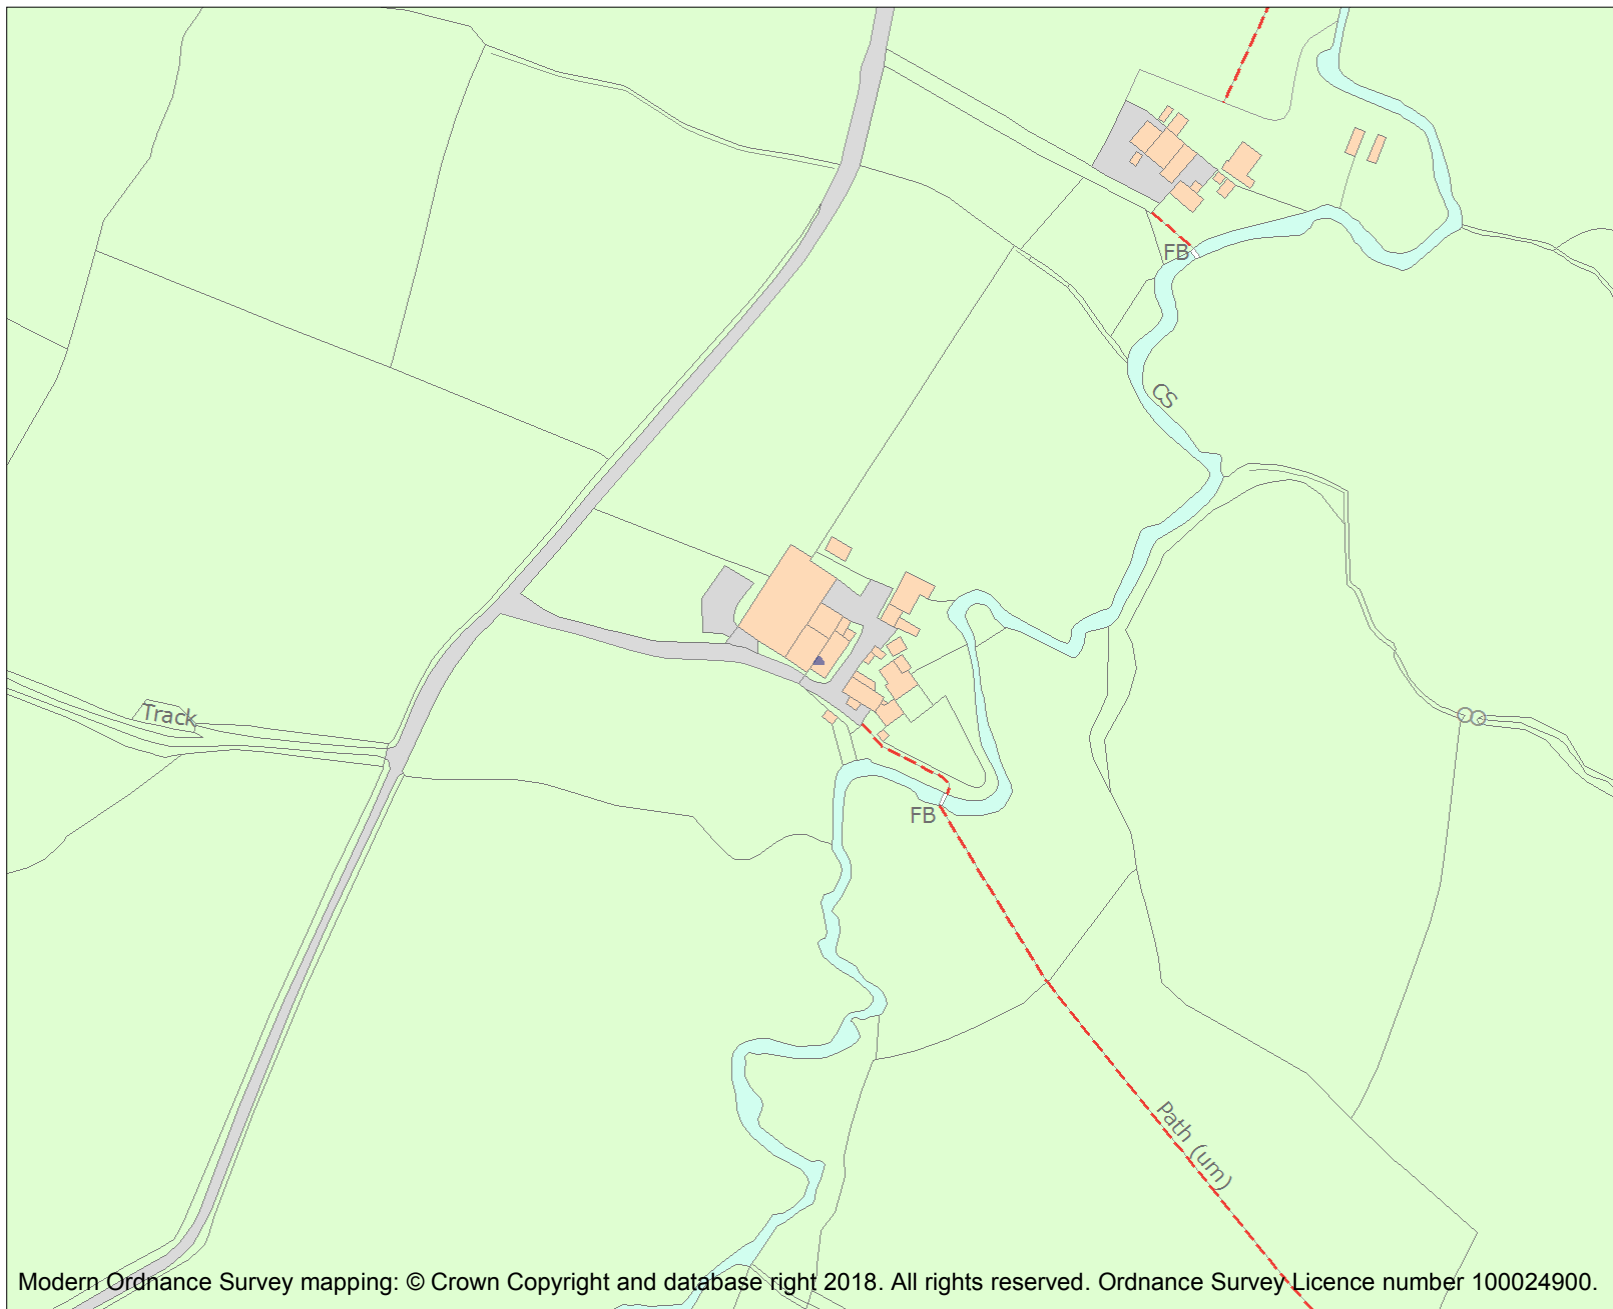 FB
CS
Track
FB
Path (um)
Modern Ordnance Survey mapping: © Crown Copyright and database right 2018. All rights reserved. Ordnance Survey Licence number 100024900.